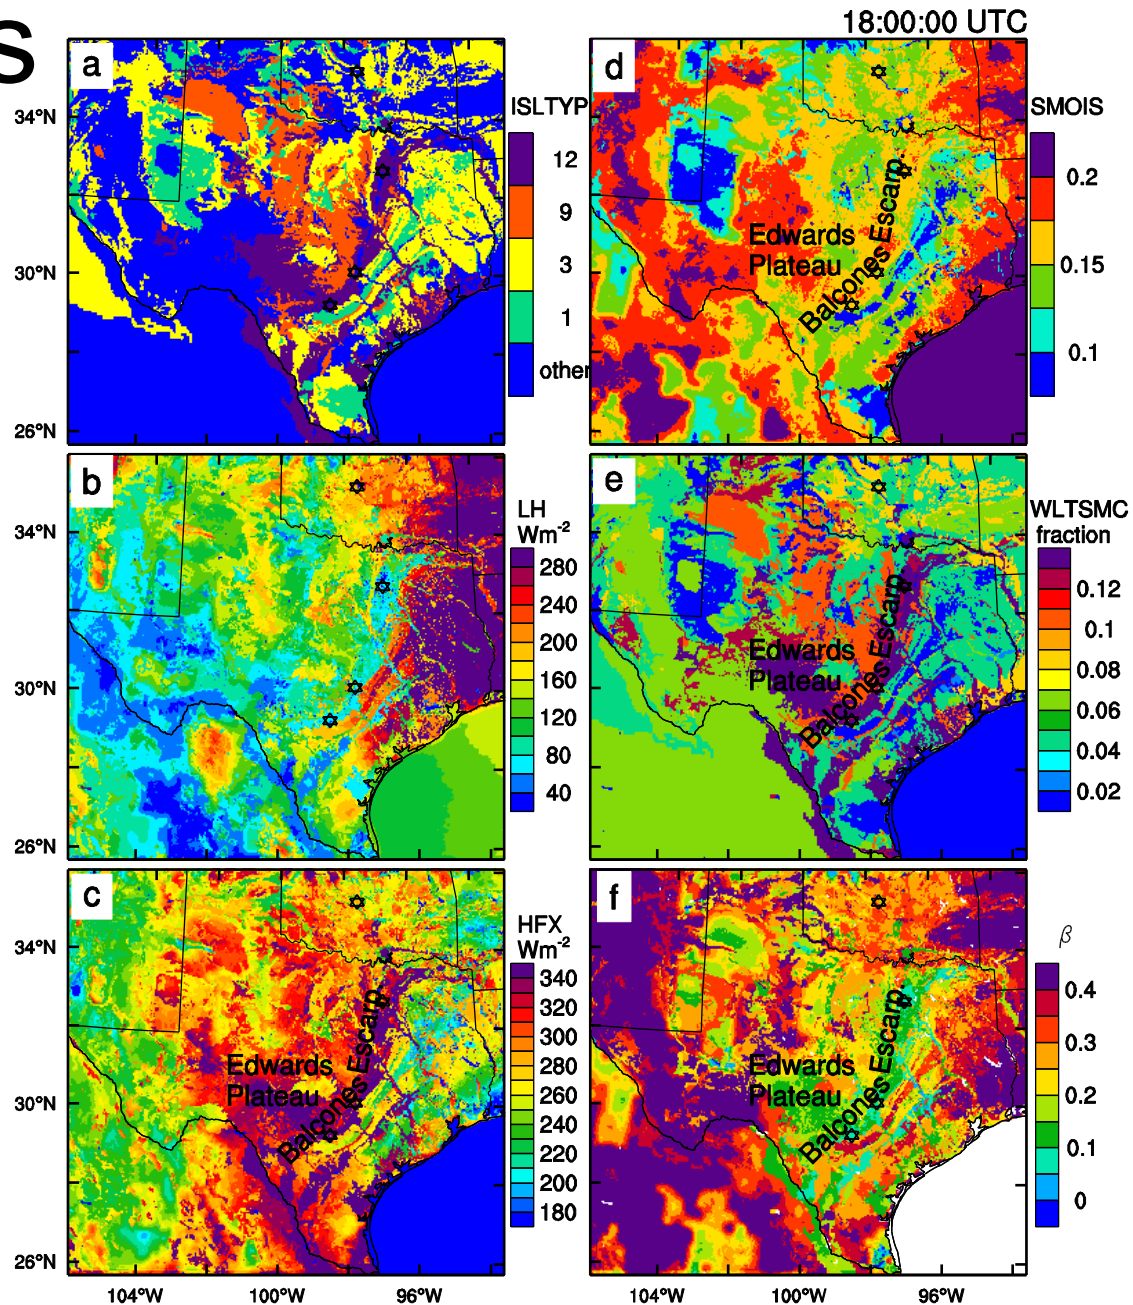 S
18:00:00 UTC
a
34°N
30°N
26°N
ISLTYP
12
9
3
1
other
d
Edwards
Plateau
Balcones Escarp
SMOIS
0.2
0.15
0.1
b
34°N
30°N
26°N
LH
Wm-2
280
240
200
160
120
80
40
e
Edwards
Plateau
Balcones Escarp
WLTSMC
fraction
0.12
0.1
0.08
0.06
0.04
0.02
c
34°N
30°N
26°N
Edwards
Plateau
Balcones Escarp
HFX
Wm-2
340
320
300
280
260
240
220
200
180
104°W 100°W 96°W
f
Edwards
Plateau
Balcones Escarp
β
0.4
0.3
0.2
0.1
0
104°W 100°W 96°W